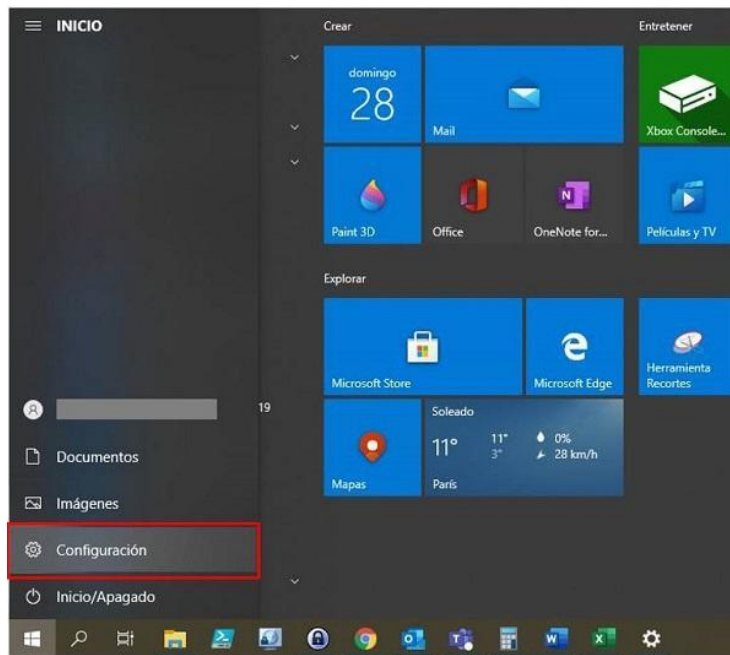 INICIO
Documentos
Imágenes
Configuración
Inicio/Apagado
19
Crear
domingo
28
Mail
Paint 3D
Office
OneNote for...
Explorar
Microsoft Store
Microsoft Edge
Mapas
Soleado
11° 11° 0%
3° 28 km/h
París
Entretener
Xbox Console...
Películas y TV
Herramienta
Recortes